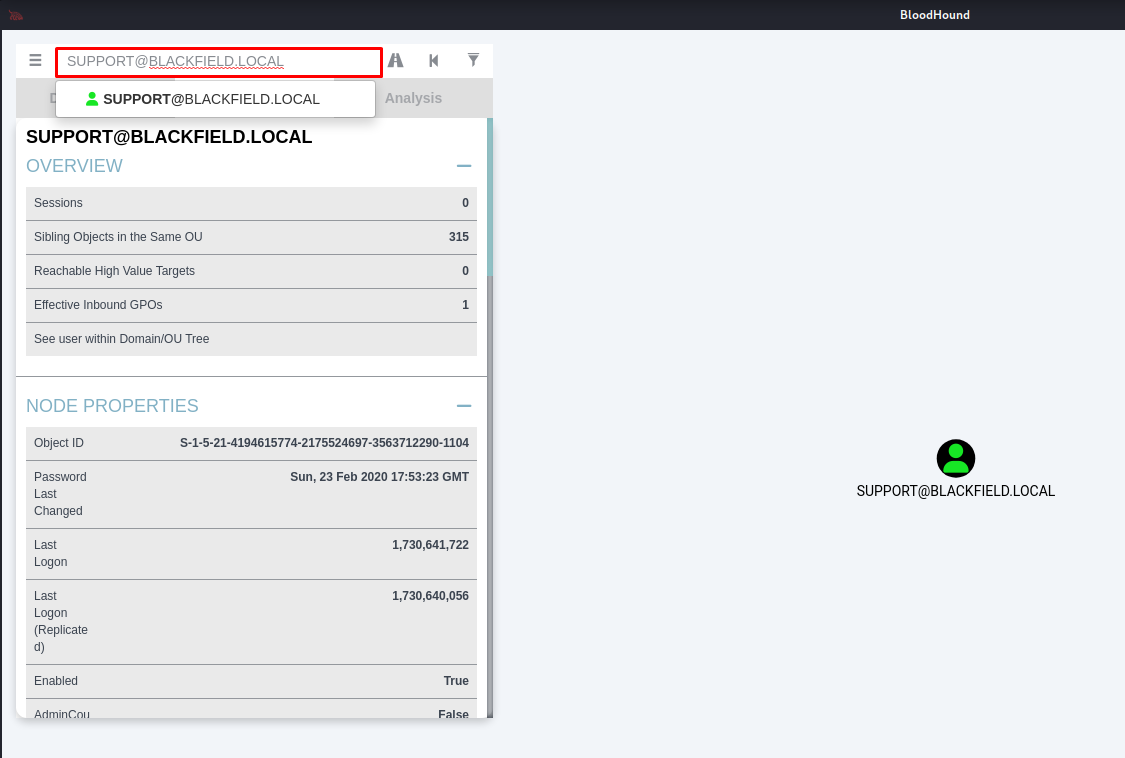 BloodHound
SUPPORT@BLACKFIELD.LOCAL
SUPPORT@BLACKFIELD.LOCAL
Analysis
SUPPORT@BLACKFIELD.LOCAL
OVERVIEW
Sessions 0
Sibling Objects in the Same OU 315
Reachable High Value Targets 0
Effective Inbound GPOs 1
See user within Domain/OU Tree
NODE PROPERTIES
Object ID S-1-5-21-4194615774-2175524697-3563712290-1104
Password Sun, 23 Feb 2020 17:53:23 GMT
Last
Changed
Last 1,730,641,722
Logon
Last 1,730,640,056
Logon
(Replicate
d)
Enabled True
AdminCou False
SUPPORT@BLACKFIELD.LOCAL